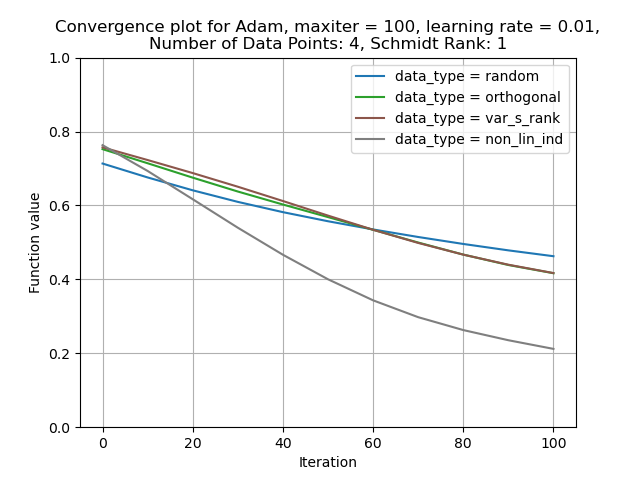 Convergence plot for Adam, maxiter = 100, learning rate = 0.01,
Number of Data Points: 4, Schmidt Rank: 1
data_type = random
data_type = orthogonal
data_type = var_s_rank
data_type = non_lin_ind
Function value
1.0
0.8
0.6
0.4
0.2
0.0
0 20 40 60 80 100
Iteration